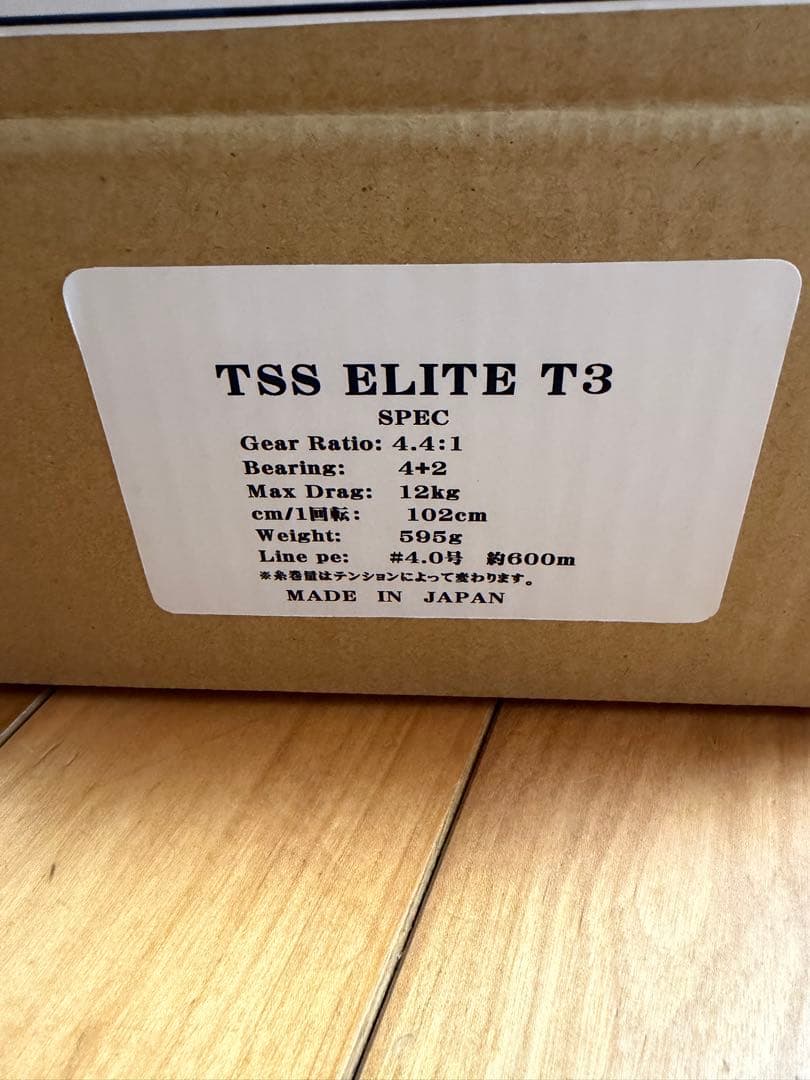 TSS ELITE T3
SPEC
Gear Ratio: 4.4:1
Bearing: 4+2
Max Drag: 12kg
cm/1回転: 102cm
Weight: 595g
Line pe: #4.0号 約600m
※糸巻量はテンションによって変わります。
MADE IN JAPAN